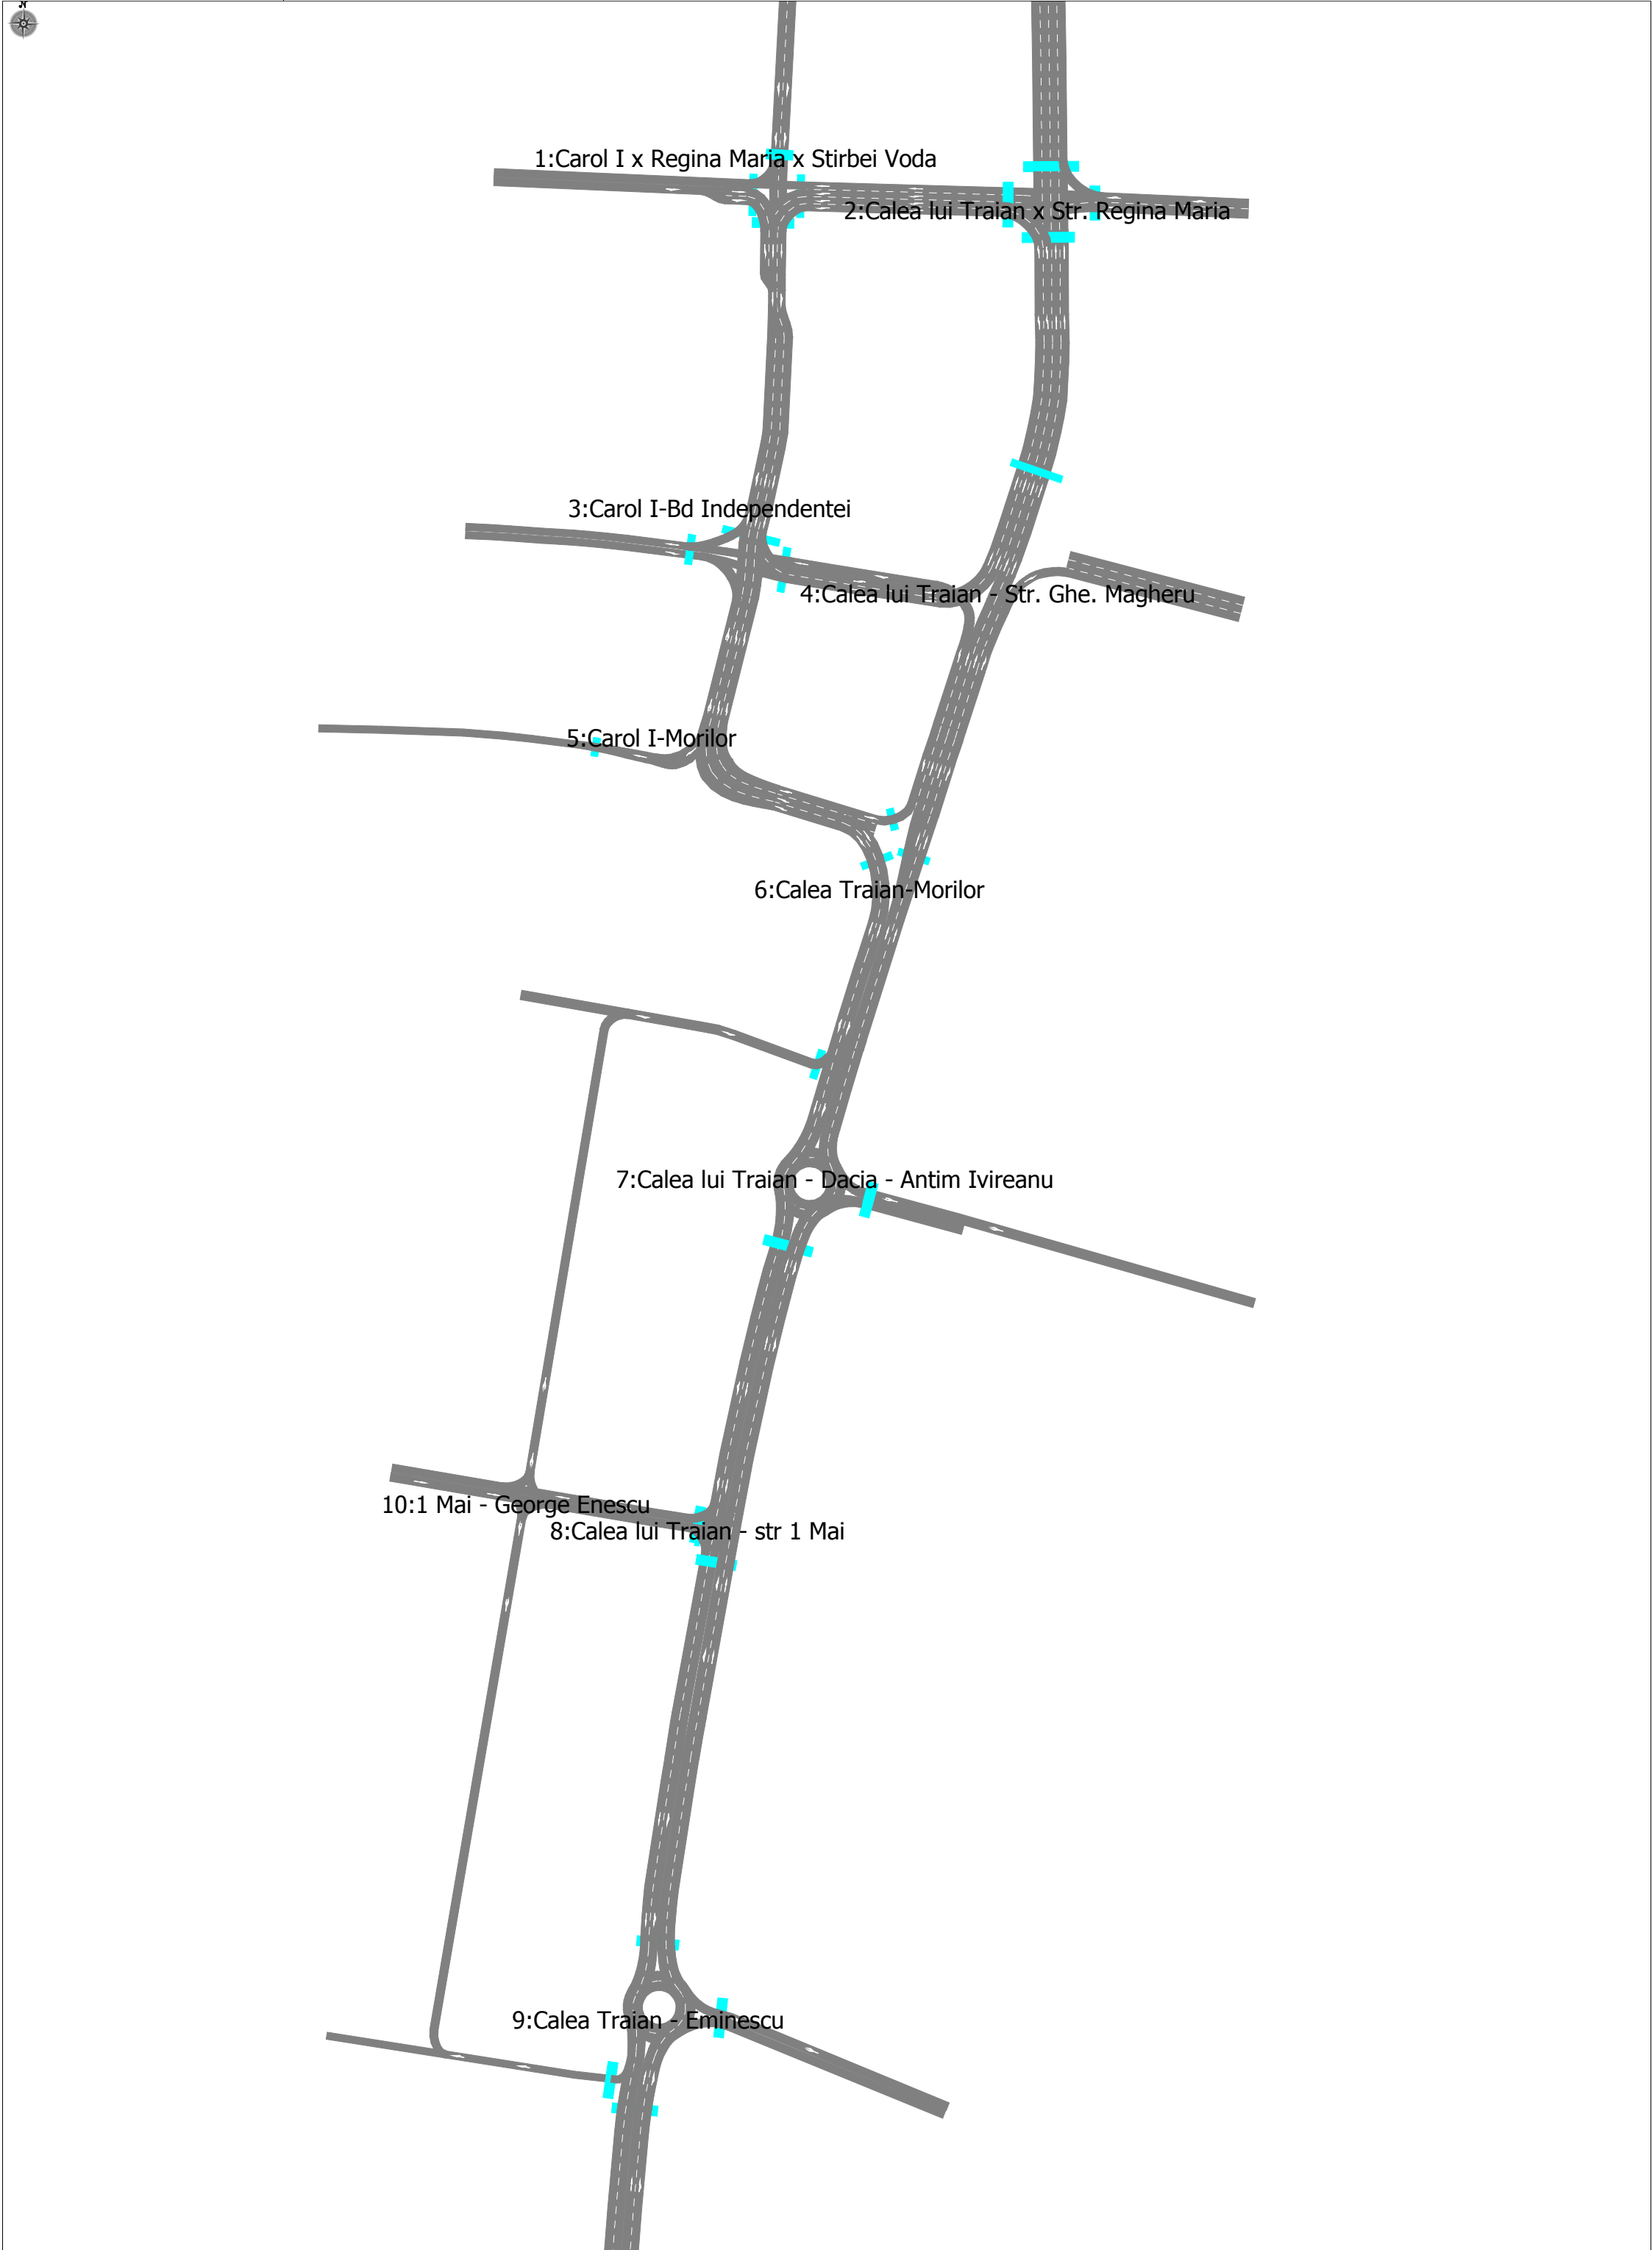 N
1:Carol I x Regina Maria x Stirbei Voda
2:Calea lui Traian x Str. Regina Maria
3:Carol I-Bd Independentei
4:Calea lui Traian - Str. Ghe. Magheru
5:Carol I-Morilor
6:Calea Traian-Morilor
7:Calea lui Traian - Dacia - Antim Ivireanu
10:1 Mai - George Enescu
8:Calea lui Traian - str 1 Mai
9:Calea Traian - Eminescu